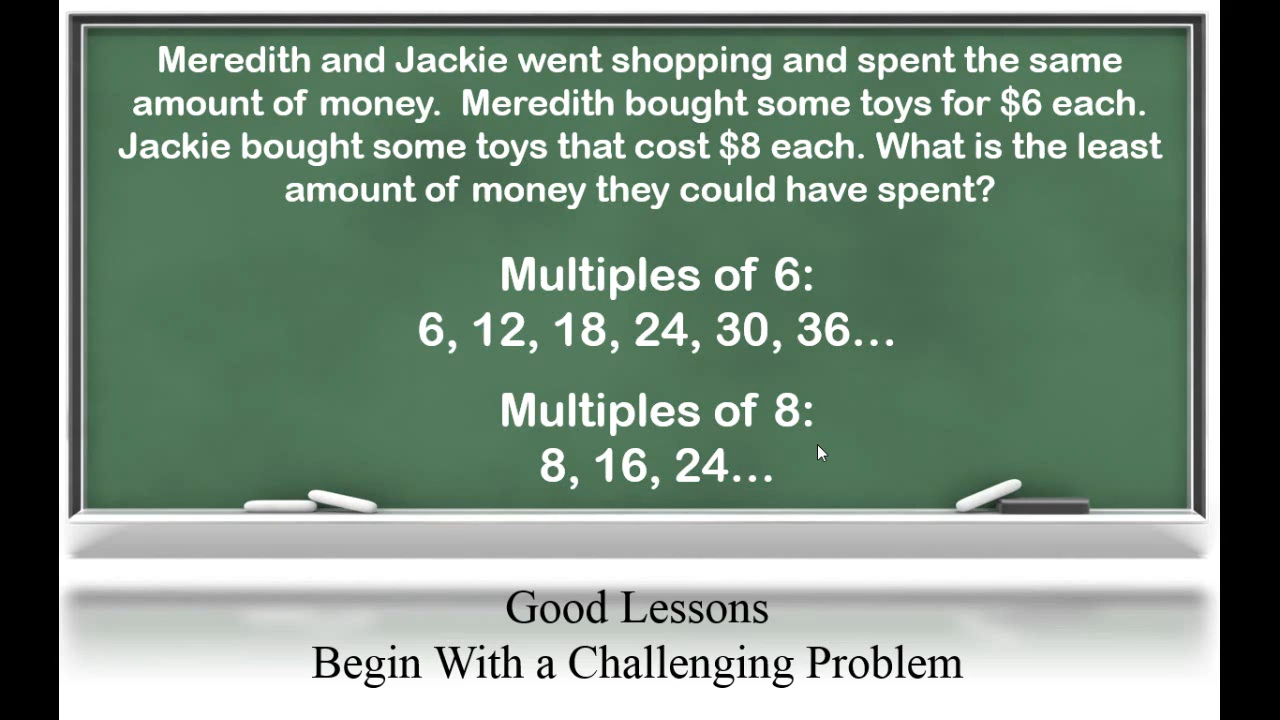 Meredith and Jackie went shopping and spent the same
amount of money.  Meredith bought some toys for $6 each.
Jackie bought some toys that cost $8 each. What is the least
amount of money they could have spent?
Multiples of 6:
6, 12, 18, 24, 30, 36...
Multiples of 8:
8, 16, 24...
Good Lessons
Begin With a Challenging Problem